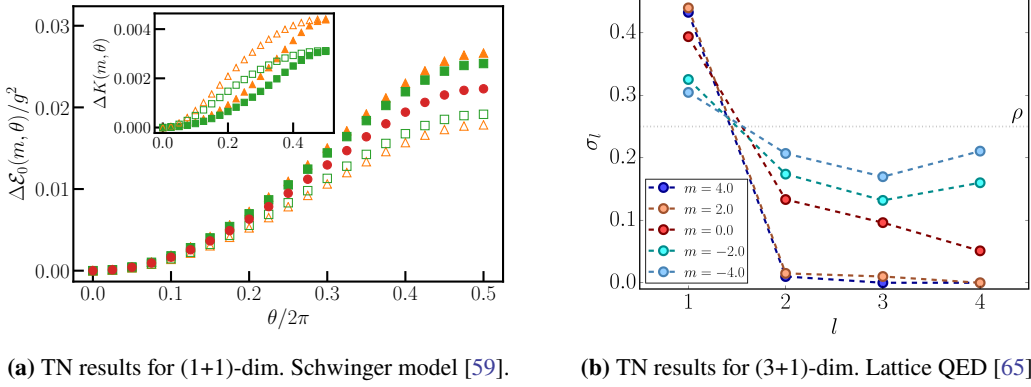 ΔK(m, θ)
0.004
0.002
0.000
0.0 0.2 0.4
Δℰ₀(m, θ)/g²
0.03
0.02
0.01
0.00
0.0 0.1 0.2 0.3 0.4 0.5
θ/2π
σₗ
0.4
0.3
0.2
0.1
0.0
ρ
m = 4.0
m = 2.0
m = 0.0
m = −2.0
m = −4.0
1 2 3 4
l
(a) TN results for (1+1)-dim. Schwinger model [59].
(b) TN results for (3+1)-dim. Lattice QED [65]